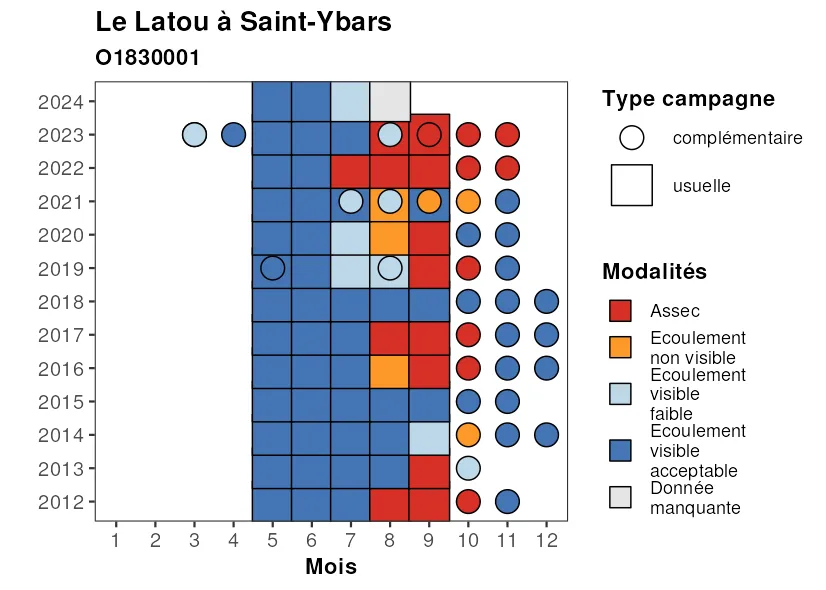 Le Latou à Saint-Ybars
O1830001
2024
2023
2022
2021
2020
2019
2018
2017
2016
2015
2014
2013
2012
1 2 3 4 5 6 7 8 9 10 11 12
Mois
Type campagne
complémentaire
usuelle
Modalités
Assec
Ecoulement
non visible
Ecoulement
visible
faible
Ecoulement
visible
acceptable
Donnée
manquante